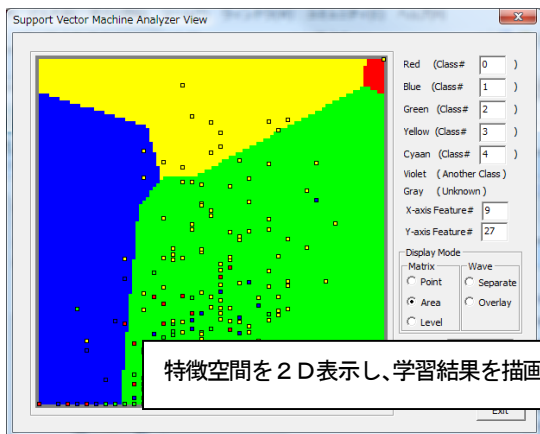 Support Vector Machine Analyzer View
Red (Class# 0 )
Blue (Class# 1 )
Green (Class# 2 )
Yellow (Class# 3 )
Cyaan (Class# 4 )
Violet ( Another Class )
Gray ( Unknown )
X-axis Feature# 9
Y-axis Feature# 27
Display Mode
Matrix Wave
Point Separate
Area Overlay
Level
特徴空間を2D表示し、学習結果を描画
Exit